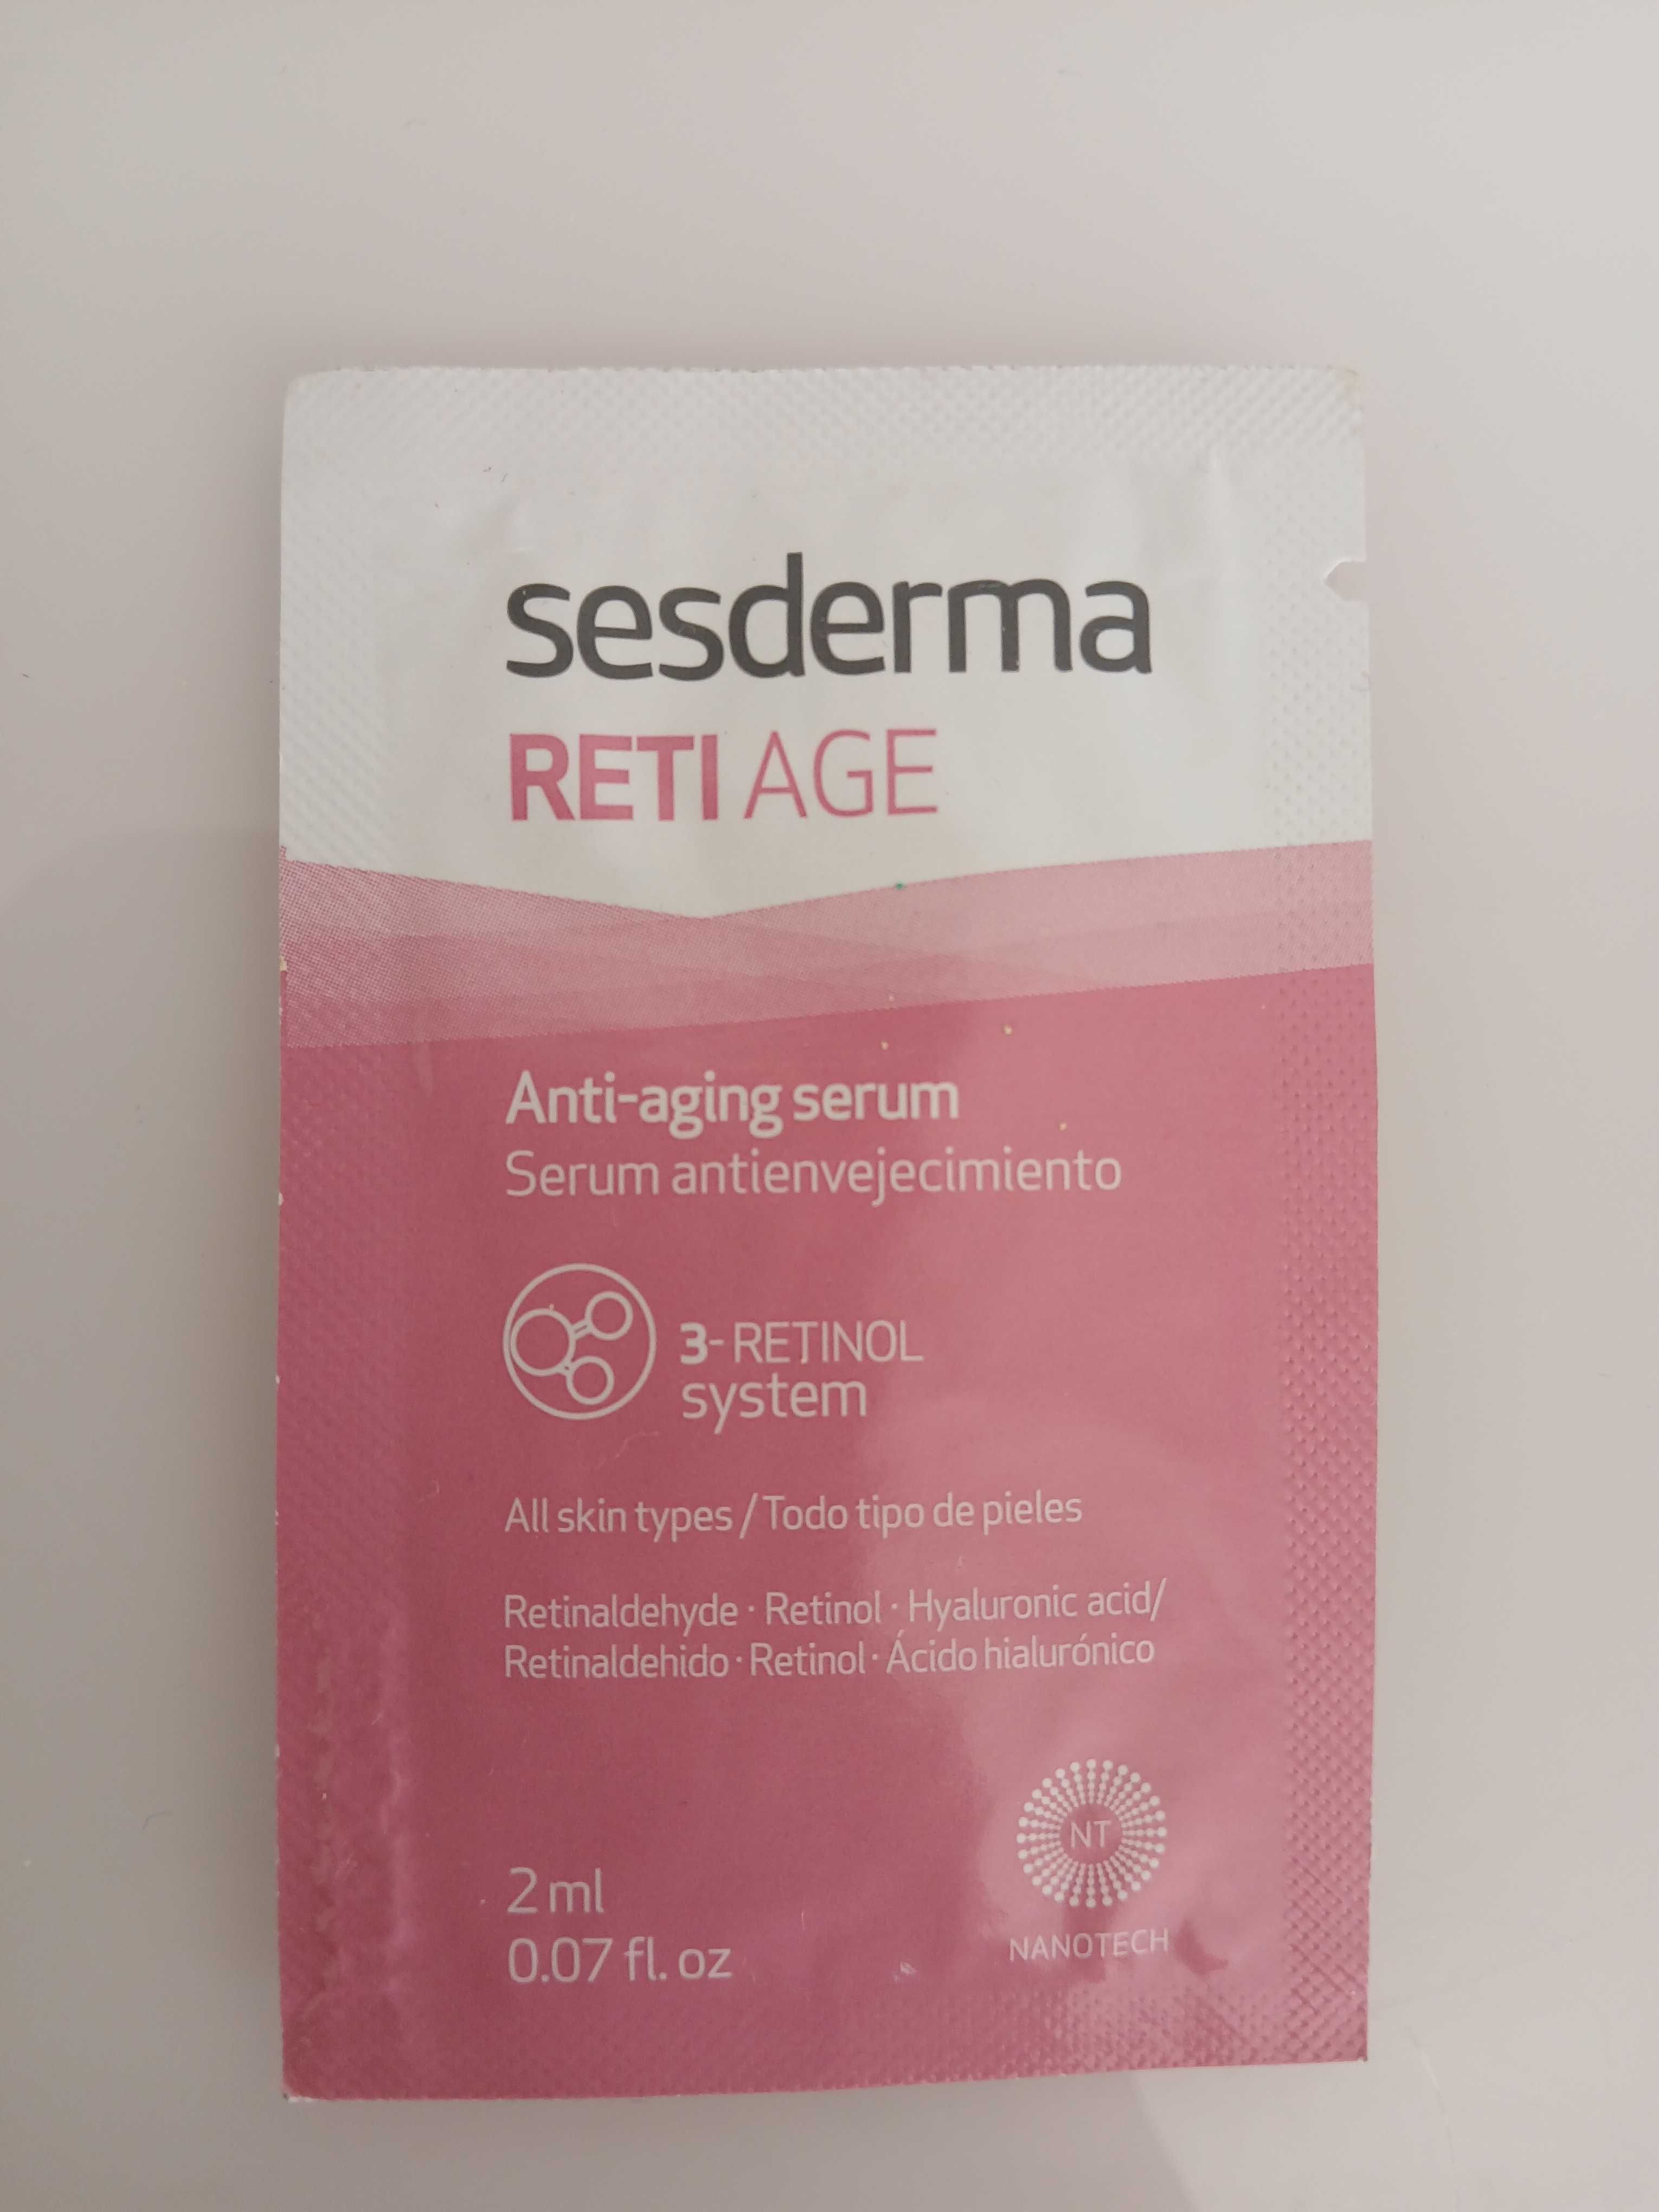 sesderma
RETI AGE
Anti-aging serum
Serum antienvejecimiento
3-RETINOL
system
All skin types / Todo tipo de pieles
Retinaldehyde · Retinol · Hyaluronic acid/
Retinaldehido · Retinol · Ácido hialurónico
2 ml
0.07 fl. oz
NT
NANOTECH